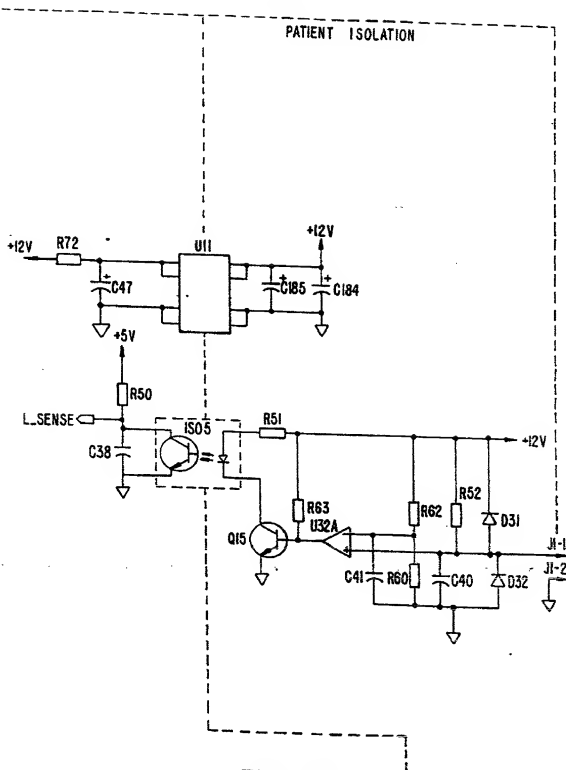 PATIENT ISOLATION
+12V
R72
U11
+12V
+
C47
+
C185
+
C184
+5V
R50
L_SENSE
ISO5
C38
R51
+12V
R63
U32A
R62
R52
D31
Q15
+
C41
R60
C40
D32
J1-1
J1-2